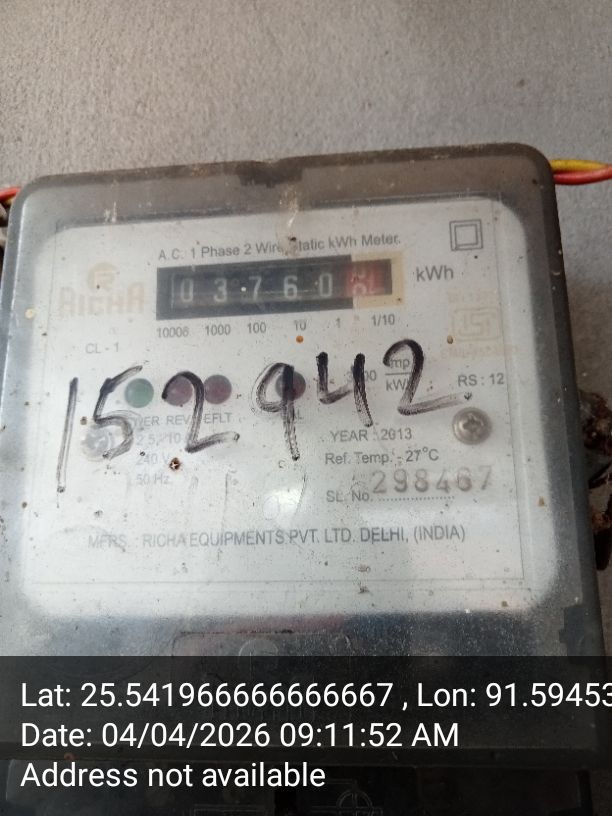 A.C. 1 Phase 2 Wire Static kWh Meter.
0 3 7 6 0
kWh
RICHA
10000 1000 100 10 1 1/10
CL - 1
RS : 12
152942
240 V
50 Hz
YEAR : 2013
Ref. Temp. - 27°C
SL. No. 298467
MFRS. : RICHA EQUIPMENTS PVT. LTD. DELHI, (INDIA)
Lat: 25.541966666666667 , Lon: 91.59453
Date: 04/04/2026 09:11:52 AM
Address not available